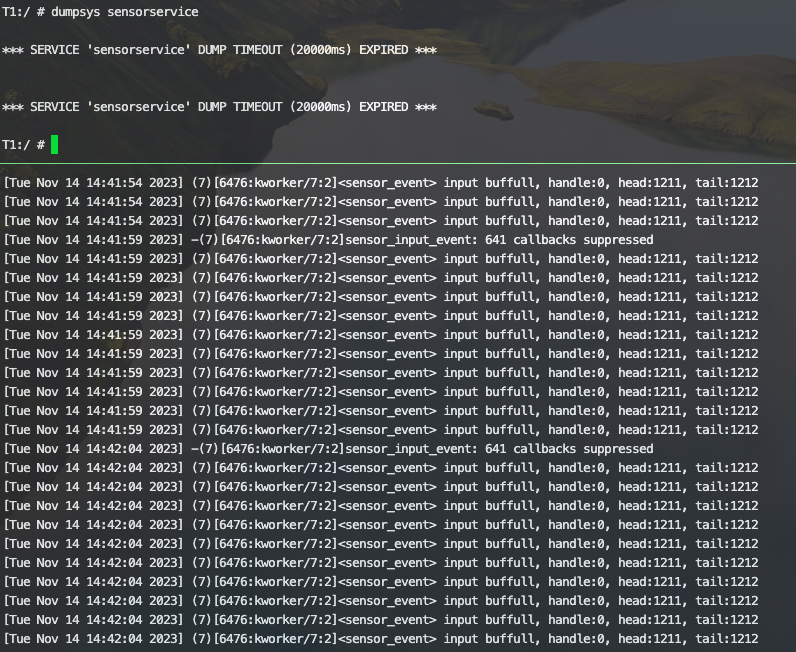 T1:/ # dumpsys sensorservice
*** SERVICE 'sensorservice' DUMP TIMEOUT (20000ms) EXPIRED ***
*** SERVICE 'sensorservice' DUMP TIMEOUT (20000ms) EXPIRED ***
T1:/ #
[Tue Nov 14 14:41:54 2023] (7)[6476:kworker/7:2]<sensor_event> input buffull, handle:0, head:1211, tail:1212
[Tue Nov 14 14:41:54 2023] (7)[6476:kworker/7:2]<sensor_event> input buffull, handle:0, head:1211, tail:1212
[Tue Nov 14 14:41:54 2023] (7)[6476:kworker/7:2]<sensor_event> input buffull, handle:0, head:1211, tail:1212
[Tue Nov 14 14:41:59 2023] -(7)[6476:kworker/7:2]sensor_input_event: 641 callbacks suppressed
[Tue Nov 14 14:41:59 2023] (7)[6476:kworker/7:2]<sensor_event> input buffull, handle:0, head:1211, tail:1212
[Tue Nov 14 14:41:59 2023] (7)[6476:kworker/7:2]<sensor_event> input buffull, handle:0, head:1211, tail:1212
[Tue Nov 14 14:41:59 2023] (7)[6476:kworker/7:2]<sensor_event> input buffull, handle:0, head:1211, tail:1212
[Tue Nov 14 14:41:59 2023] (7)[6476:kworker/7:2]<sensor_event> input buffull, handle:0, head:1211, tail:1212
[Tue Nov 14 14:41:59 2023] (7)[6476:kworker/7:2]<sensor_event> input buffull, handle:0, head:1211, tail:1212
[Tue Nov 14 14:41:59 2023] (7)[6476:kworker/7:2]<sensor_event> input buffull, handle:0, head:1211, tail:1212
[Tue Nov 14 14:41:59 2023] (7)[6476:kworker/7:2]<sensor_event> input buffull, handle:0, head:1211, tail:1212
[Tue Nov 14 14:41:59 2023] (7)[6476:kworker/7:2]<sensor_event> input buffull, handle:0, head:1211, tail:1212
[Tue Nov 14 14:41:59 2023] (7)[6476:kworker/7:2]<sensor_event> input buffull, handle:0, head:1211, tail:1212
[Tue Nov 14 14:41:59 2023] (7)[6476:kworker/7:2]<sensor_event> input buffull, handle:0, head:1211, tail:1212
[Tue Nov 14 14:42:04 2023] -(7)[6476:kworker/7:2]sensor_input_event: 641 callbacks suppressed
[Tue Nov 14 14:42:04 2023] (7)[6476:kworker/7:2]<sensor_event> input buffull, handle:0, head:1211, tail:1212
[Tue Nov 14 14:42:04 2023] (7)[6476:kworker/7:2]<sensor_event> input buffull, handle:0, head:1211, tail:1212
[Tue Nov 14 14:42:04 2023] (7)[6476:kworker/7:2]<sensor_event> input buffull, handle:0, head:1211, tail:1212
[Tue Nov 14 14:42:04 2023] (7)[6476:kworker/7:2]<sensor_event> input buffull, handle:0, head:1211, tail:1212
[Tue Nov 14 14:42:04 2023] (7)[6476:kworker/7:2]<sensor_event> input buffull, handle:0, head:1211, tail:1212
[Tue Nov 14 14:42:04 2023] (7)[6476:kworker/7:2]<sensor_event> input buffull, handle:0, head:1211, tail:1212
[Tue Nov 14 14:42:04 2023] (7)[6476:kworker/7:2]<sensor_event> input buffull, handle:0, head:1211, tail:1212
[Tue Nov 14 14:42:04 2023] (7)[6476:kworker/7:2]<sensor_event> input buffull, handle:0, head:1211, tail:1212
[Tue Nov 14 14:42:04 2023] (7)[6476:kworker/7:2]<sensor_event> input buffull, handle:0, head:1211, tail:1212
[Tue Nov 14 14:42:04 2023] (7)[6476:kworker/7:2]<sensor_event> input buffull, handle:0, head:1211, tail:1212